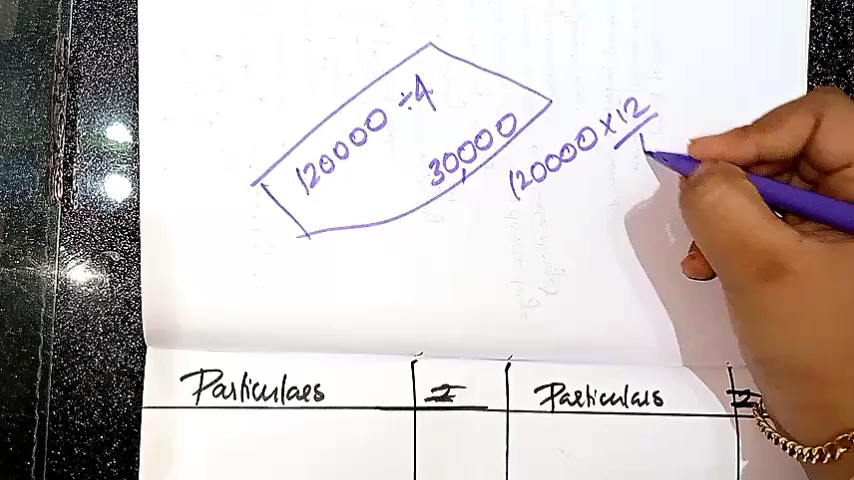 120000 ÷ 4
30000
120000 × 12
Particulars
Particulars